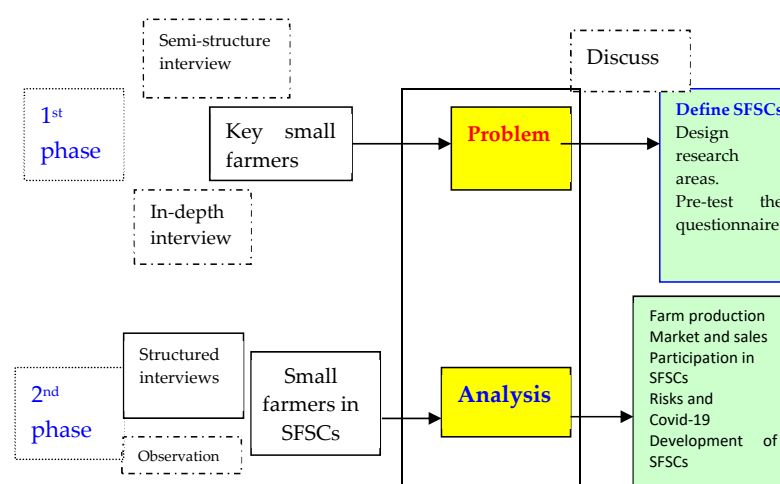 Semi-structure
interview
Discuss
1st
phase
Key small
farmers
Problem
Define SFSCs
Design
research
areas.
Pre-test the
questionnaire
In-depth
interview
2nd
phase
Structured
interviews
Observation
Small
farmers in
SFSCs
Analysis
Farm production
Market and sales
Participation in
SFSCs
Risks and
Covid-19
Development of
SFSCs